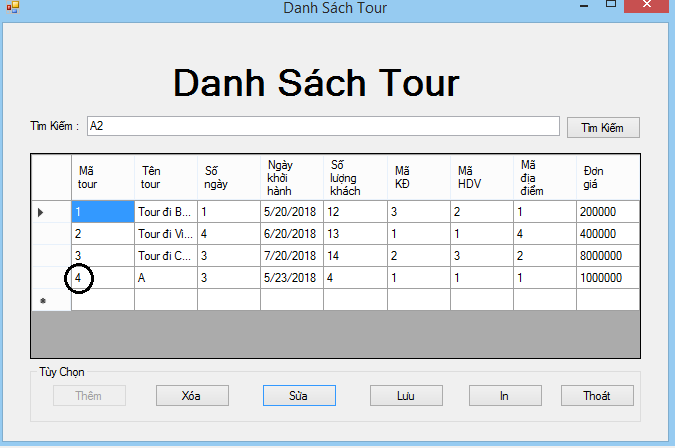 Danh Sách Tour
Danh Sách Tour
Tìm Kiếm : A2 Tìm Kiếm
Mã tour Tên tour Số ngày Ngày khởi hành Số lượng khách Mã KĐ Mã HDV Mã địa điểm Đơn giá
1 Tour đi B... 1 5/20/2018 12 3 2 1 200000
2 Tour đi Vi... 4 6/20/2018 13 1 1 4 400000
3 Tour đi C... 3 7/20/2018 14 2 3 2 8000000
4 A 3 5/23/2018 4 1 1 1 1000000
Tùy Chọn
Thêm Xóa Sửa Lưu In Thoát